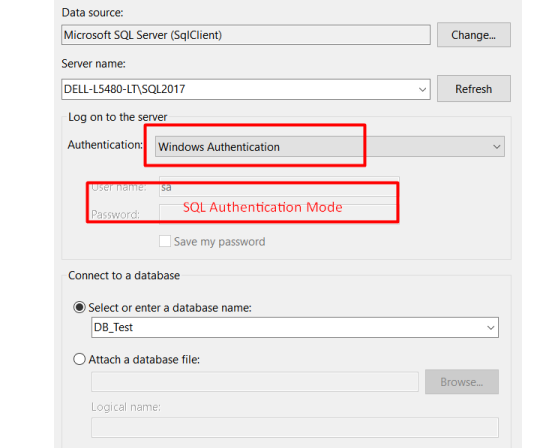 Data source:
Microsoft SQL Server (SqlClient)
Change...
Server name:
DELL-L5480-LT\SQL2017
Refresh
Log on to the server
Authentication:
Windows Authentication
User name:
sa
SQL Authentication Mode
Password:
Save my password
Connect to a database
Select or enter a database name:
DB_Test
Attach a database file:
Browse...
Logical name: